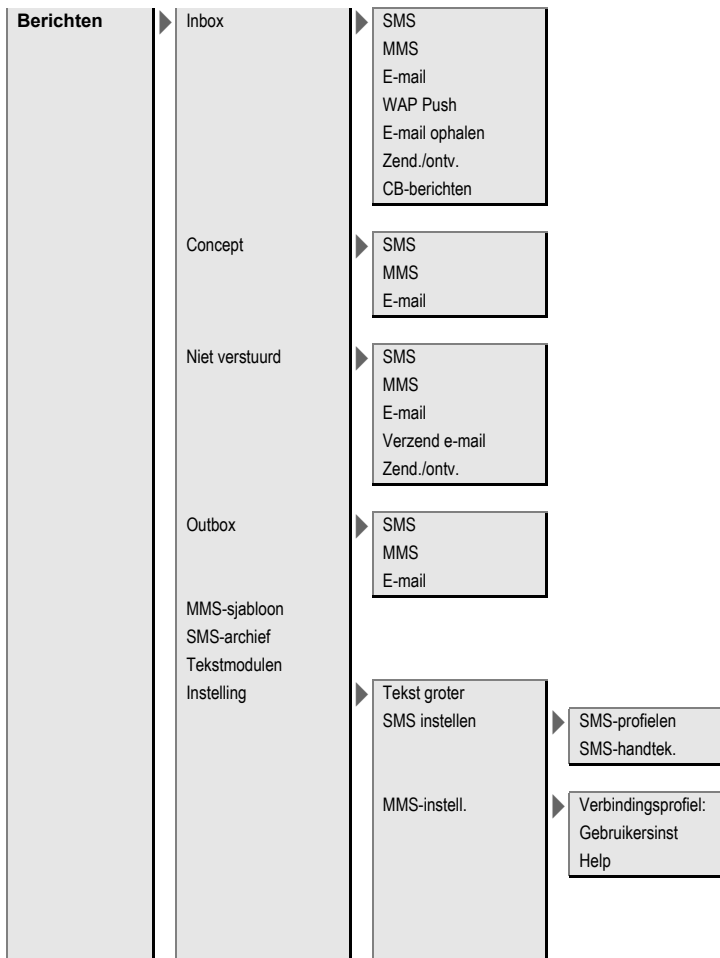 Berichten
Inbox
SMS
MMS
E-mail
WAP Push
E-mail ophalen
Zend./ontv.
CB-berichten
Concept
SMS
MMS
E-mail
Niet verstuurd
SMS
MMS
E-mail
Verzend e-mail
Zend./ontv.
Outbox
SMS
MMS
E-mail
MMS-sjabloon
SMS-archief
Tekstmodulen
Instelling
Tekst groter
SMS instellen
SMS-profielen
SMS-handtek.
MMS-instell.
Verbindingsprofiel:
Gebruikersinst
Help